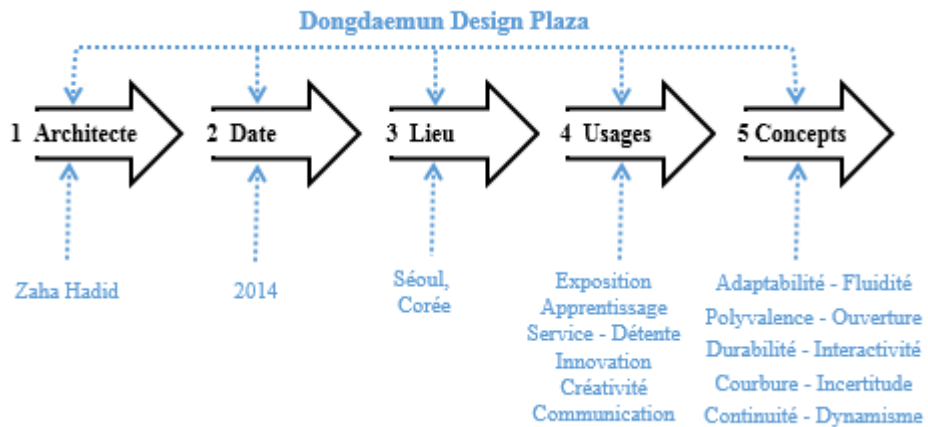 Dongdaemun Design Plaza
1 Architecte
2 Date
3 Lieu
4 Usages
5 Concepts
Zaha Hadid
2014
Séoul,
Corée
Exposition
Apprentissage
Service - Détente
Innovation
Créativité
Communication
Adaptabilité - Fluidité
Polyvalence - Ouverture
Durabilité - Interactivité
Courbure - Incertitude
Continuité - Dynamisme